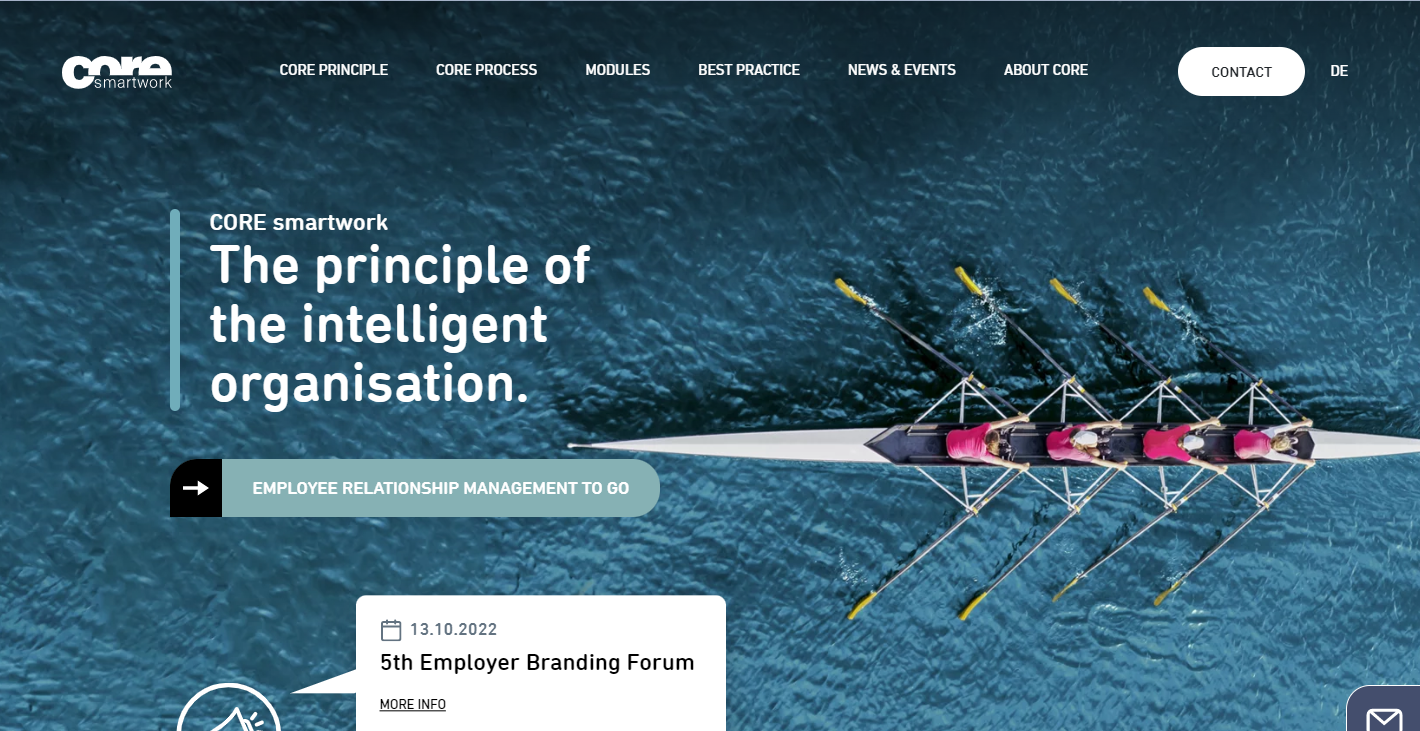 core
smartwork
CORE PRINCIPLE
CORE PROCESS
MODULES
BEST PRACTICE
NEWS & EVENTS
ABOUT CORE
CONTACT
DE
CORE smartwork
The principle of
the intelligent
organisation.
EMPLOYEE RELATIONSHIP MANAGEMENT TO GO
13.10.2022
5th Employer Branding Forum
MORE INFO